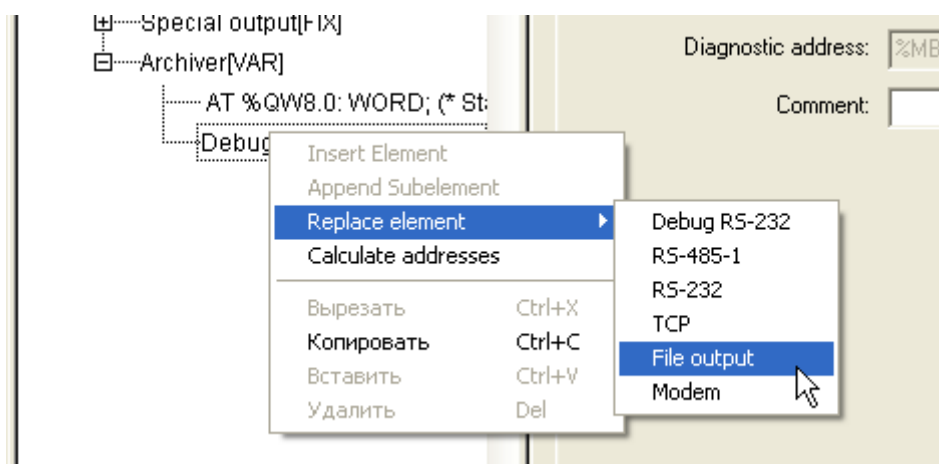 Special output[FIX]
Archiver[VAR]
AT %QW8.0: WORD; (* Sta
Debug
Diagnostic address:
%MB
Comment:
Insert Element
Append Subelement
Replace element
Calculate addresses
Вырезать Ctrl+X
Копировать Ctrl+C
Вставить Ctrl+V
Удалить Del
Debug RS-232
RS-485-1
RS-232
TCP
File output
Modem